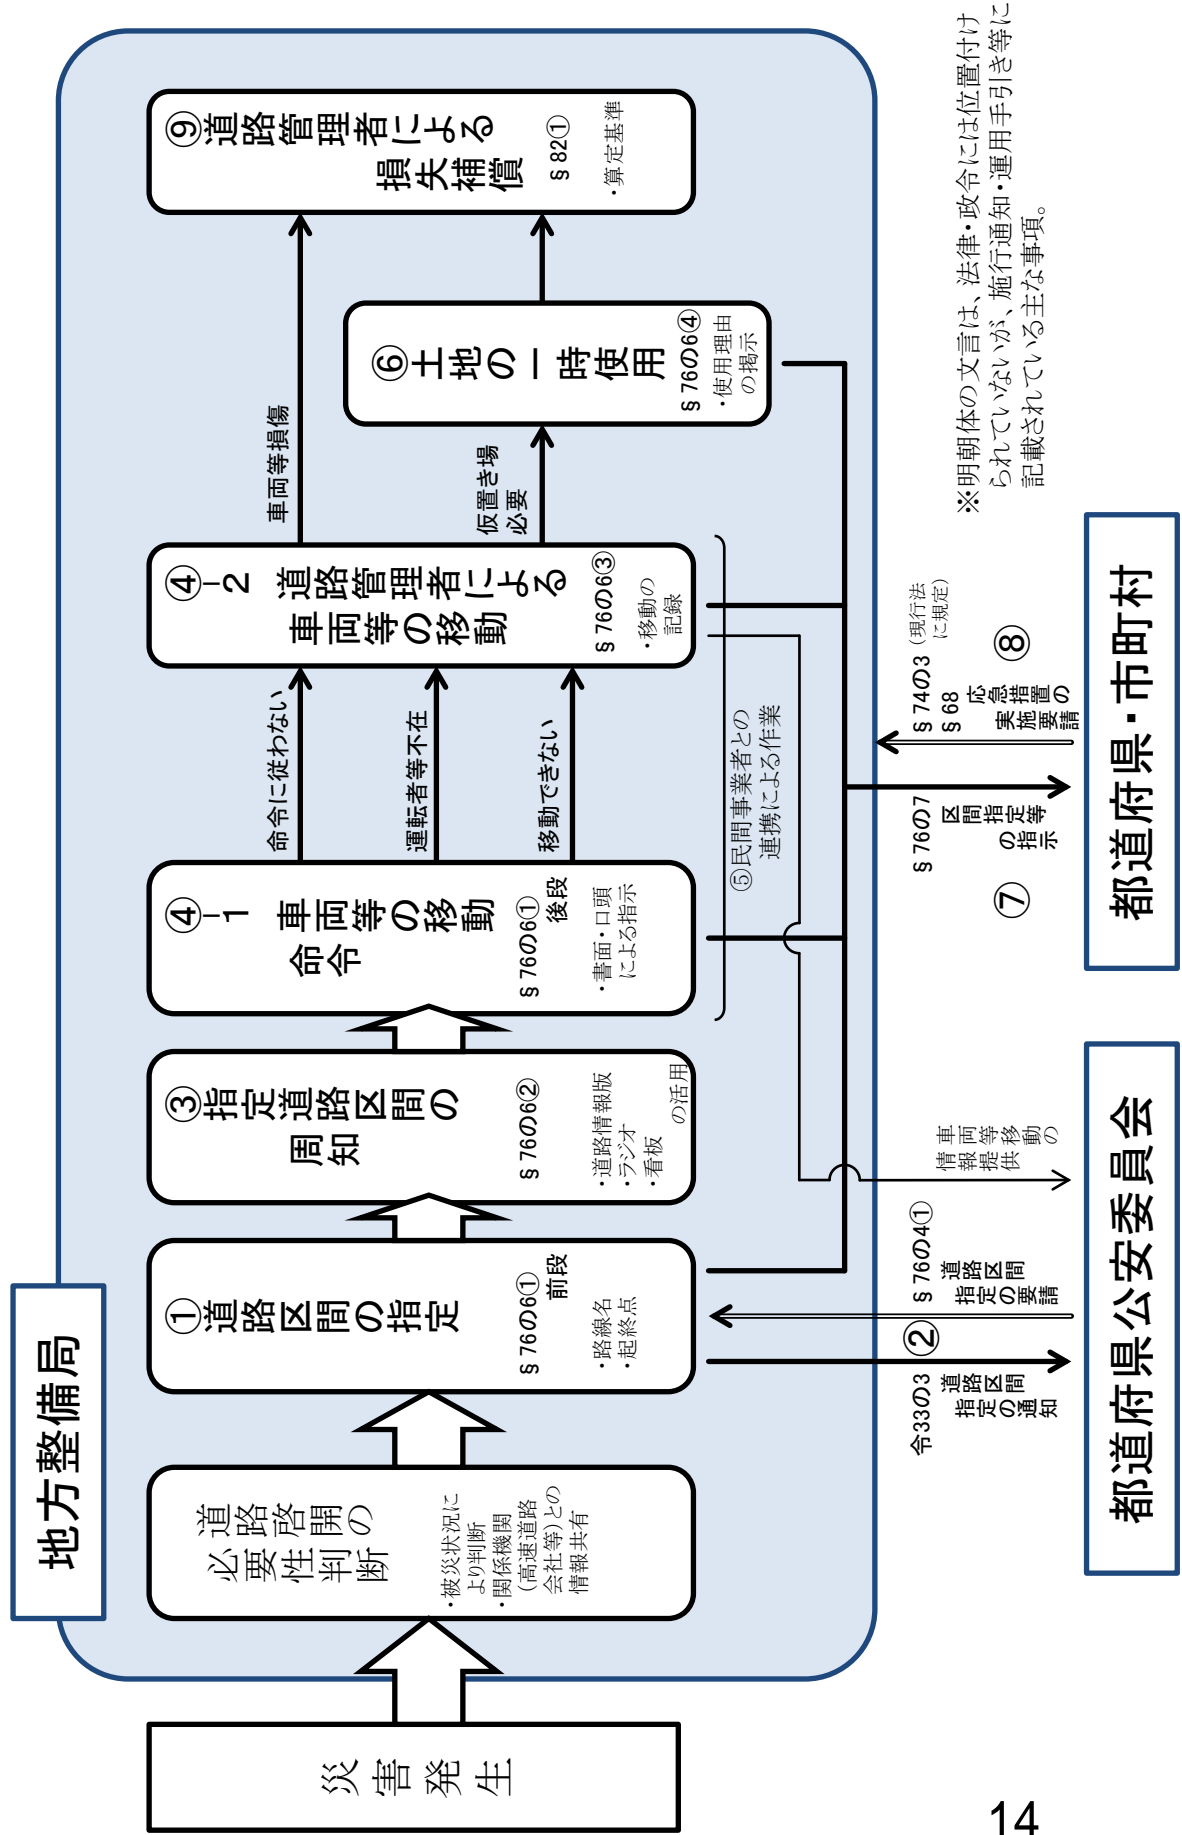 地方整備局
災害発生
道路啓開の
必要性判断
・被災状況に
より判断
・関係機関
(高速道路
会社等)との
情報共有
①道路区間の指定
§76の6①
前段
・路線名
・起終点
③指定道路区間の
周知
§76の6②
・道路情報版
・ラジオ
・看板
の活用
④-1 車両等の移動
命令
§76の6①
後段
・書面・口頭
による指示
命令に従わない
運転者等不在
移動できない
④-2 道路管理者による
車両等の移動
§76の6③
・移動の
記録
⑤民間事業者との
連携による作業
車両等損傷
仮置き場
必要
⑥土地の一時使用
§76の6④
・使用理由
の掲示
⑨道路管理者による
損失補償
§82①
・算定基準
令33の3
②
道路区間
指定の通知
§76の4①
道路区間
指定の要請
車両等移動の
情報提供
都道府県公安委員会
⑦
§76の7
区間指定等
の指示
§74の3(現行法
に規定)
§68
⑧
応急措置の
実施要請
都道府県・市町村
※明朝体の文言は、法律・政令には位置付け
られていないが、施行通知・運用手引き等に
記載されている主な事項。
14